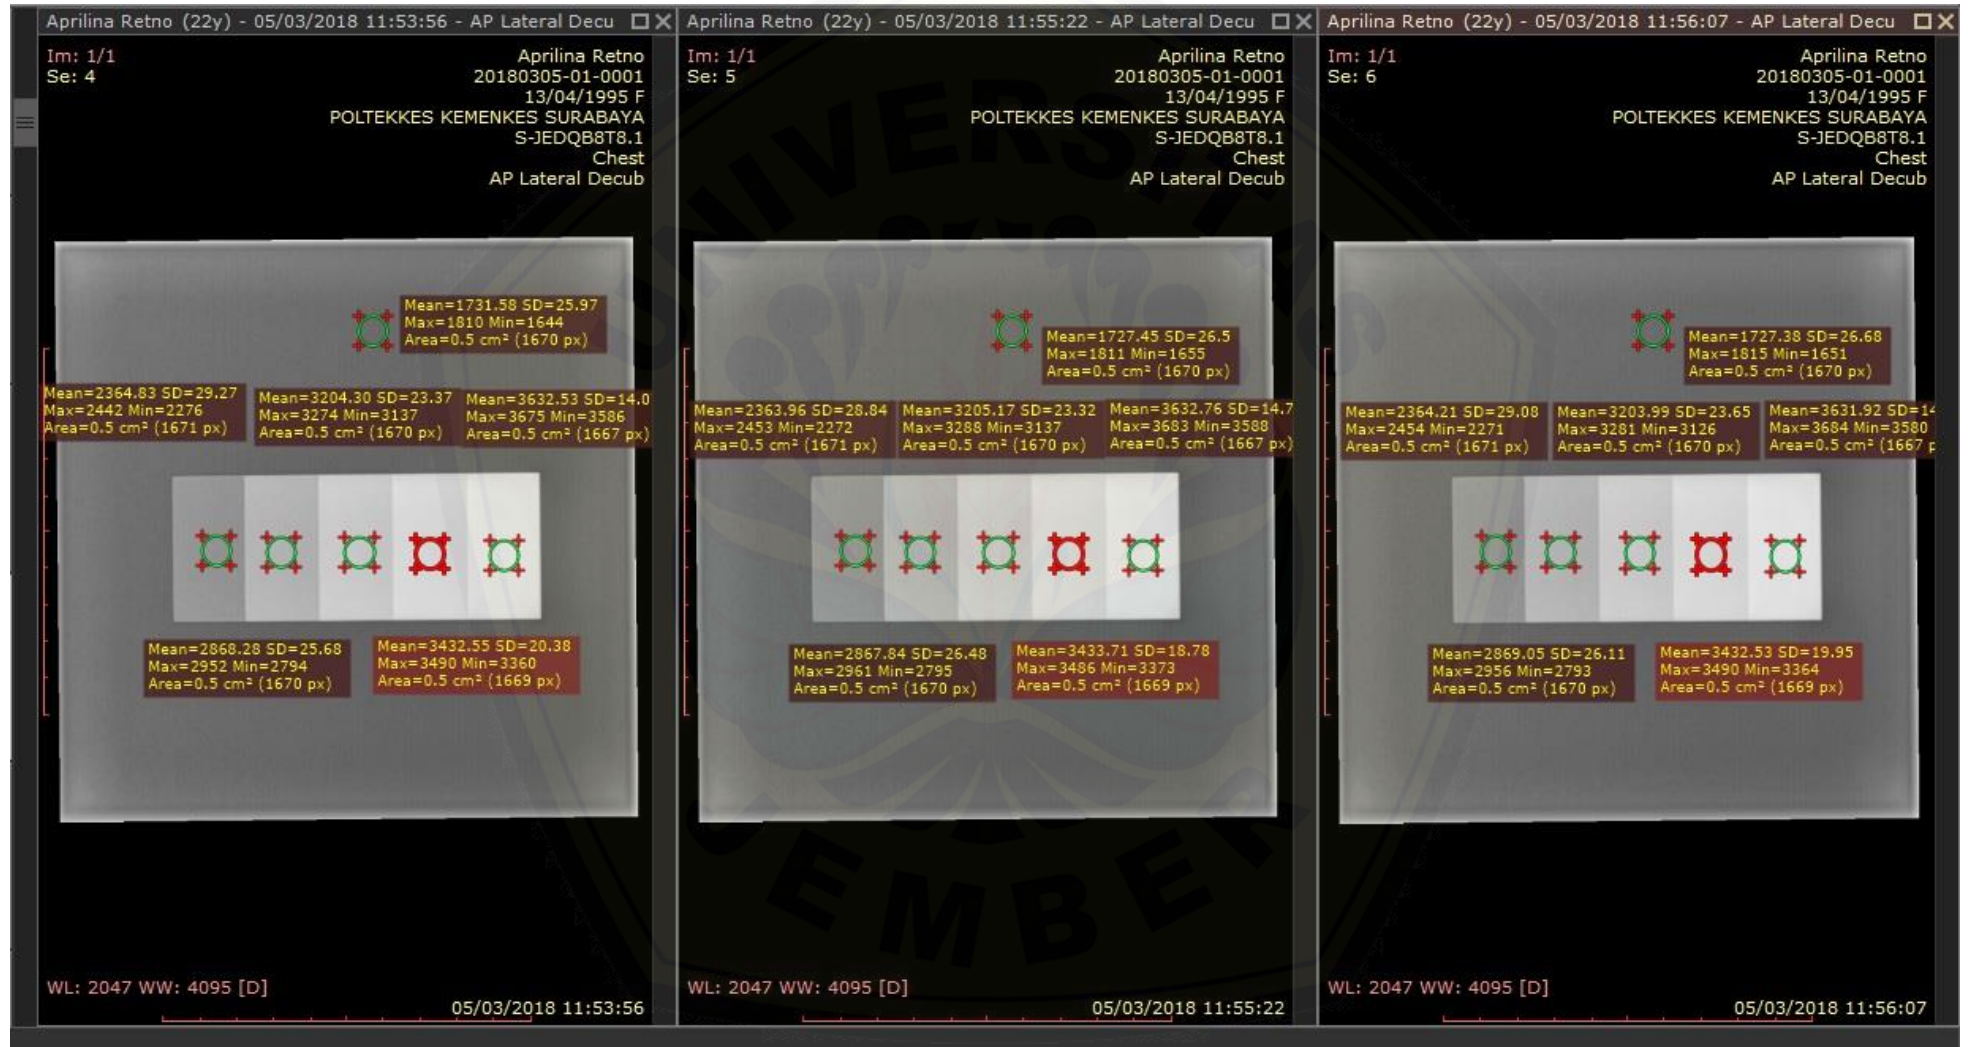 Aprilina Retno (22y) - 05/03/2018 11:53:56 - AP Lateral Decu
Im: 1/1
Se: 4
Aprilina Retno
20180305-01-0001
13/04/1995 F
POLTEKKES KEMENKES SURABAYA
S-JEDQB8T8.1
Chest
AP Lateral Decub
Mean=1731.58 SD=25.97
Max=1810 Min=1644
Area=0.5 cm² (1670 px)
Mean=2364.83 SD=29.27
Max=2442 Min=2276
Area=0.5 cm² (1671 px)
Mean=3204.30 SD=23.37
Max=3274 Min=3137
Area=0.5 cm² (1670 px)
Mean=3632.53 SD=14.0
Max=3675 Min=3586
Area=0.5 cm² (1667 px)
Mean=2868.28 SD=25.68
Max=2952 Min=2794
Area=0.5 cm² (1670 px)
Mean=3432.55 SD=20.38
Max=3490 Min=3360
Area=0.5 cm² (1669 px)
WL: 2047 WW: 4095 [D]
05/03/2018 11:53:56
Aprilina Retno (22y) - 05/03/2018 11:55:22 - AP Lateral Decu
Im: 1/1
Se: 5
Aprilina Retno
20180305-01-0001
13/04/1995 F
POLTEKKES KEMENKES SURABAYA
S-JEDQB8T8.1
Chest
AP Lateral Decub
Mean=1727.45 SD=26.5
Max=1811 Min=1655
Area=0.5 cm² (1670 px)
Mean=2363.96 SD=28.84
Max=2453 Min=2272
Area=0.5 cm² (1671 px)
Mean=3205.17 SD=23.32
Max=3288 Min=3137
Area=0.5 cm² (1670 px)
Mean=3632.76 SD=14.7
Max=3683 Min=3588
Area=0.5 cm² (1667 px)
Mean=2867.84 SD=26.48
Max=2961 Min=2795
Area=0.5 cm² (1670 px)
Mean=3433.71 SD=18.78
Max=3486 Min=3373
Area=0.5 cm² (1669 px)
WL: 2047 WW: 4095 [D]
05/03/2018 11:55:22
Aprilina Retno (22y) - 05/03/2018 11:56:07 - AP Lateral Decu
Im: 1/1
Se: 6
Aprilina Retno
20180305-01-0001
13/04/1995 F
POLTEKKES KEMENKES SURABAYA
S-JEDQB8T8.1
Chest
AP Lateral Decub
Mean=1727.38 SD=26.68
Max=1815 Min=1651
Area=0.5 cm² (1670 px)
Mean=2364.21 SD=29.08
Max=2454 Min=2271
Area=0.5 cm² (1671 px)
Mean=3203.99 SD=23.65
Max=3281 Min=3126
Area=0.5 cm² (1670 px)
Mean=3631.92 SD=14
Max=3684 Min=3580
Area=0.5 cm² (1667 p
Mean=2869.05 SD=26.11
Max=2956 Min=2793
Area=0.5 cm² (1670 px)
Mean=3432.53 SD=19.95
Max=3490 Min=3364
Area=0.5 cm² (1669 px)
WL: 2047 WW: 4095 [D]
05/03/2018 11:56:07
UNIVERSITAS
JEMBER